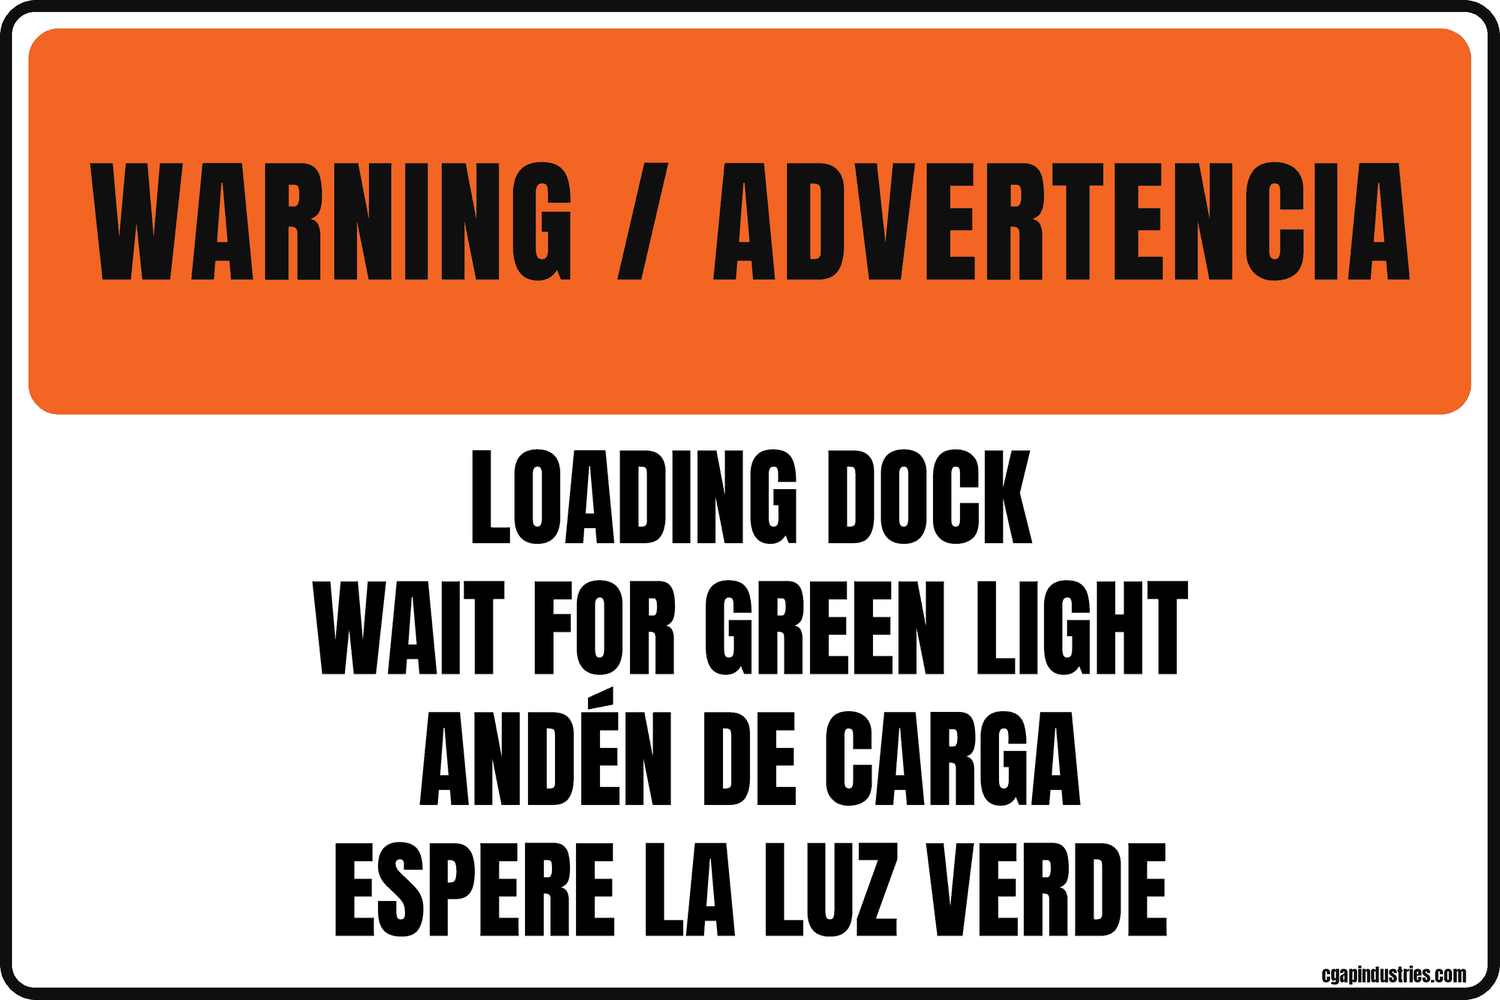 WARNING / ADVERTENCIA
LOADING DOCK
WAIT FOR GREEN LIGHT
ANDÉN DE CARGA
ESPERE LA LUZ VERDE
cgapindustries.com